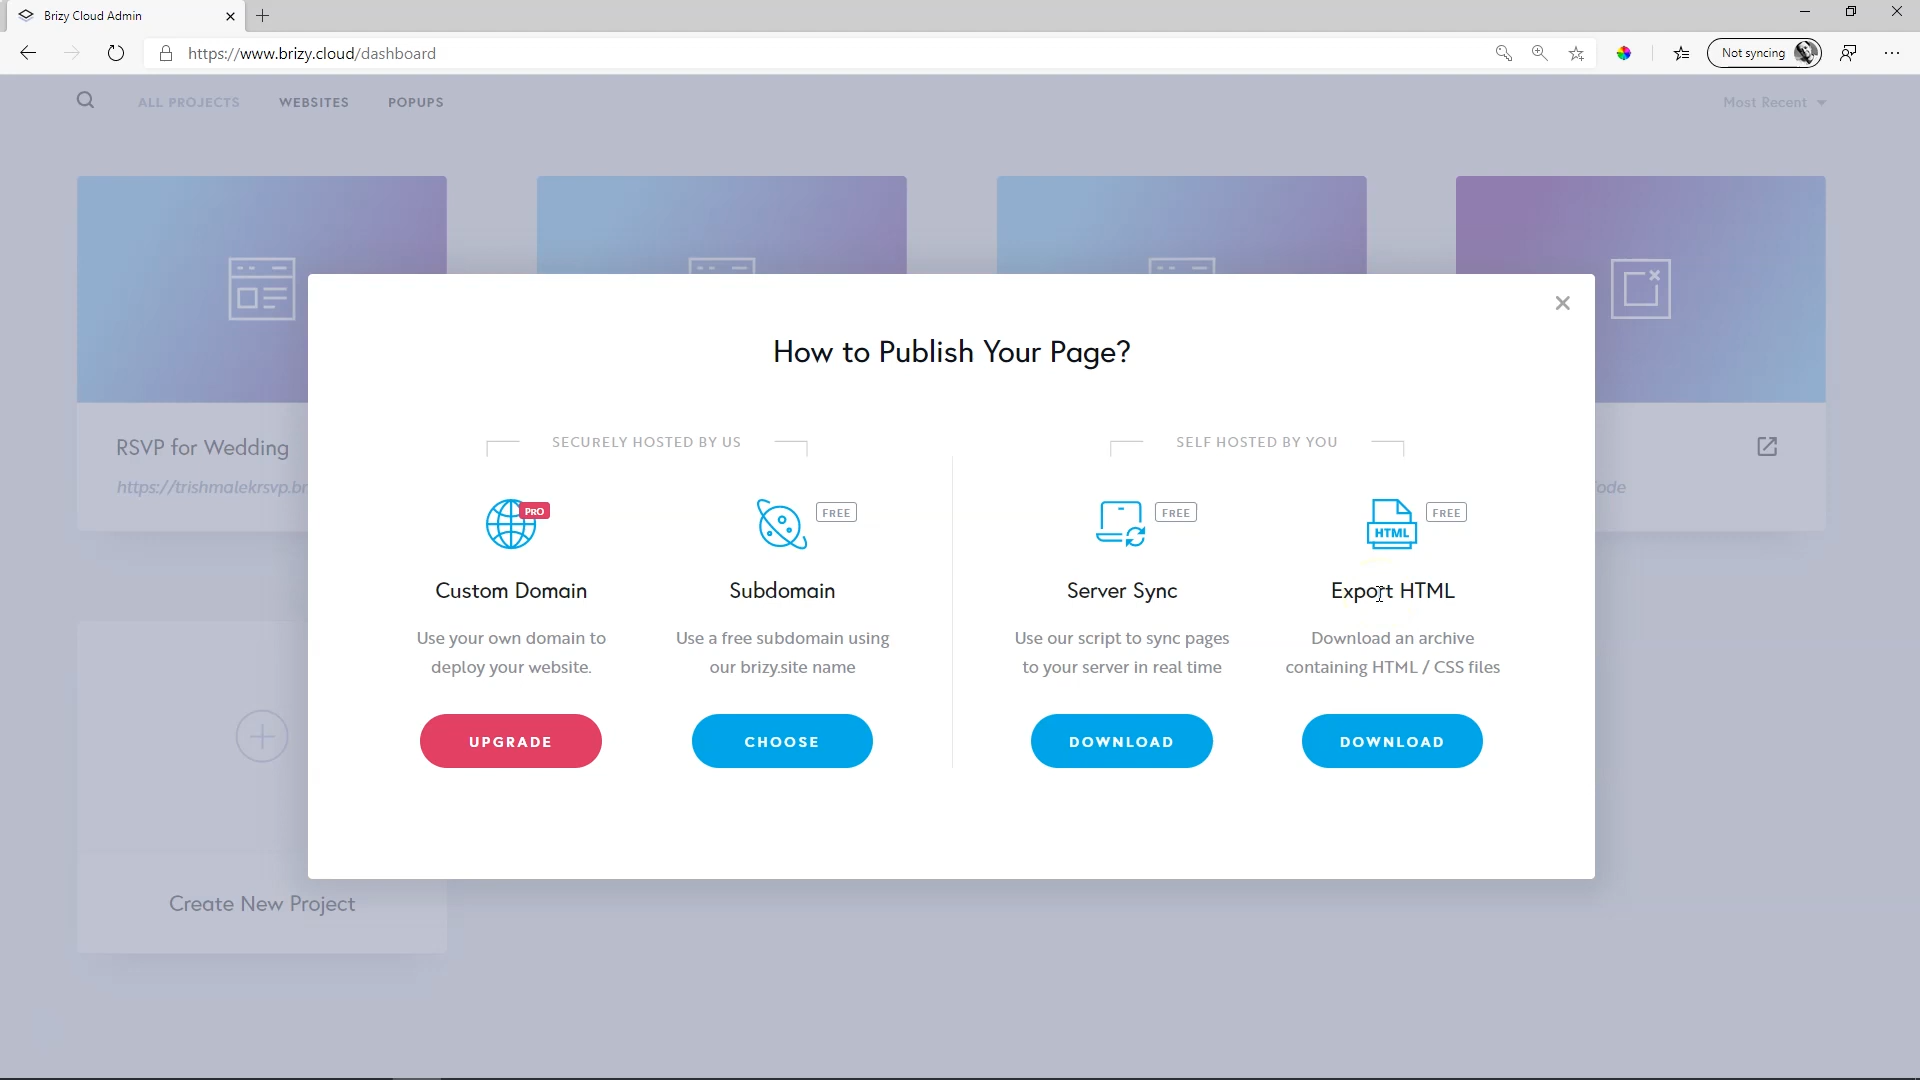 Brizy Cloud Admin
https://www.brizy.cloud/dashboard
Not syncing
ALL PROJECTS
WEBSITES
POPUPS
Most Recent
How to Publish Your Page?
SECURELY HOSTED BY US
SELF HOSTED BY YOU
PRO
FREE
FREE
HTML
FREE
Custom Domain
Subdomain
Server Sync
Export HTML
Use your own domain to
deploy your website.
Use a free subdomain using
our brizy.site name
Use our script to sync pages
to your server in real time
Download an archive
containing HTML / CSS files
UPGRADE
CHOOSE
DOWNLOAD
DOWNLOAD
RSVP for Wedding
https://trishmalekrsvp.br
ode
Create New Project